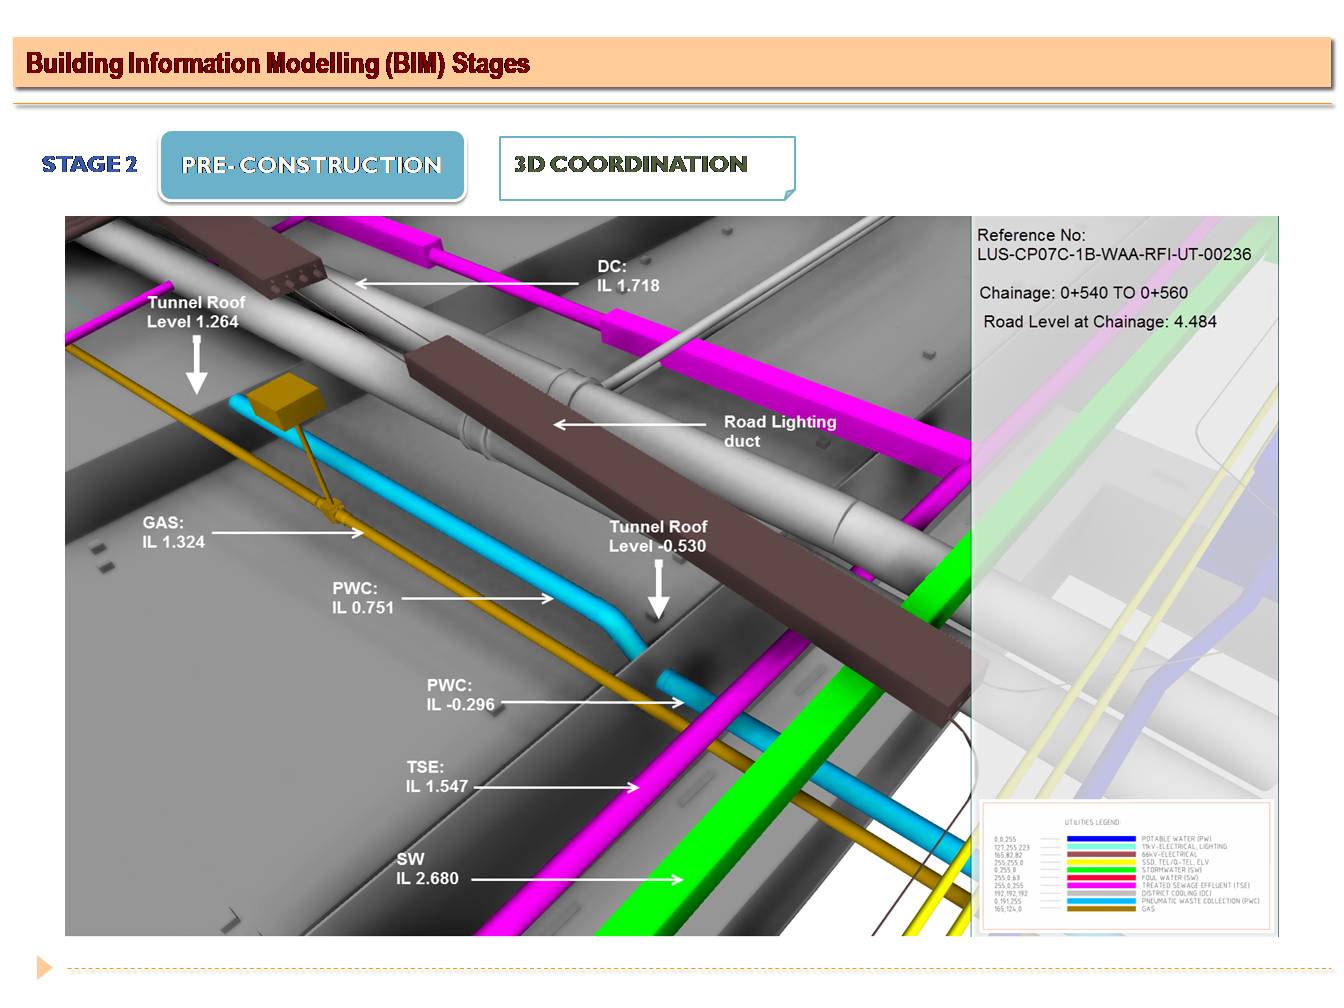 Building Information Modelling (BIM) Stages
STAGE 2
PRE- CONSTRUCTION
3D COORDINATION
Reference No:
LUS-CP07C-1B-WAA-RFI-UT-00236
Chainage: 0+540 TO 0+560
Road Level at Chainage: 4.484
DC:
IL 1.718
Tunnel Roof
Level 1.264
Road Lighting
duct
GAS:
IL 1.324
Tunnel Roof
Level -0.530
PWC:
IL 0.751
PWC:
IL -0.296
TSE:
IL 1.547
SW
IL 2.680
UTILITIES LEGEND:
0,0,255 POTABLE WATER (PW)
127,255,223 11kV-ELECTRICAL, LIGHTING
165,82,82 66kV-ELECTRICAL
255,255,0 SSD, TEL/Q-TEL, ELV
0,255,0 STORMWATER (SW)
255,0,63 FOUL WATER (SW)
255,0,255 TREATED SEWAGE EFFLUENT (TSE)
192,192,192 DISTRICT COOLING (DC)
0,191,255 PNEUMATIC WASTE COLLECTION (PWC)
165,124,0 GAS